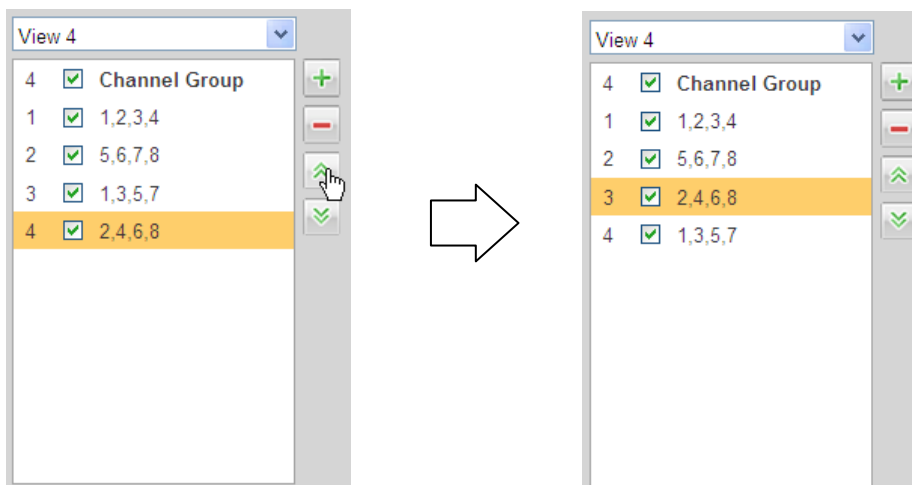 View 4
4 Channel Group
1 1,2,3,4
2 5,6,7,8
3 1,3,5,7
4 2,4,6,8
View 4
4 Channel Group
1 1,2,3,4
2 5,6,7,8
3 2,4,6,8
4 1,3,5,7